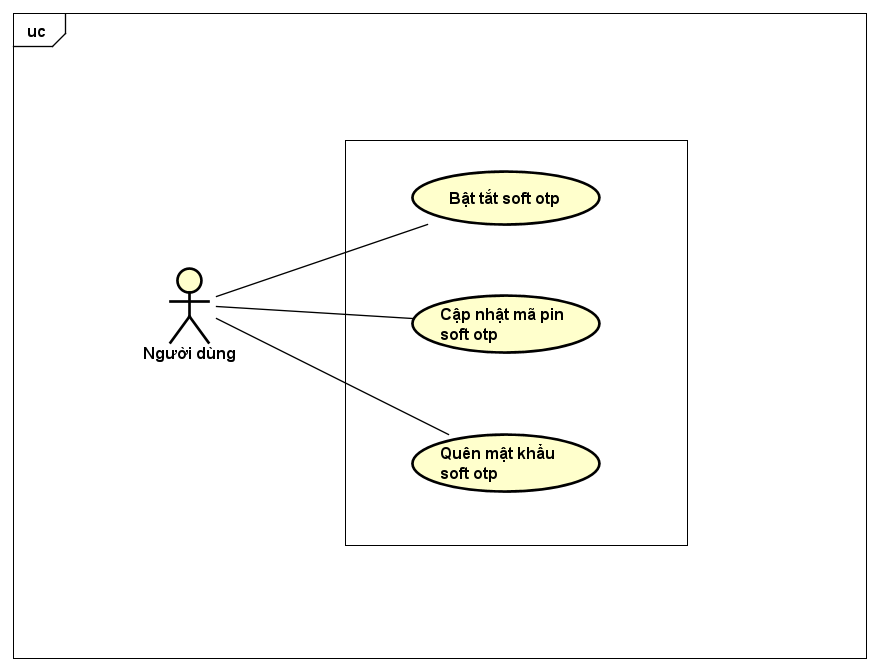 uc
Bật tắt soft otp
Cập nhật mã pin
soft otp
Người dùng
Quên mật khẩu
soft otp